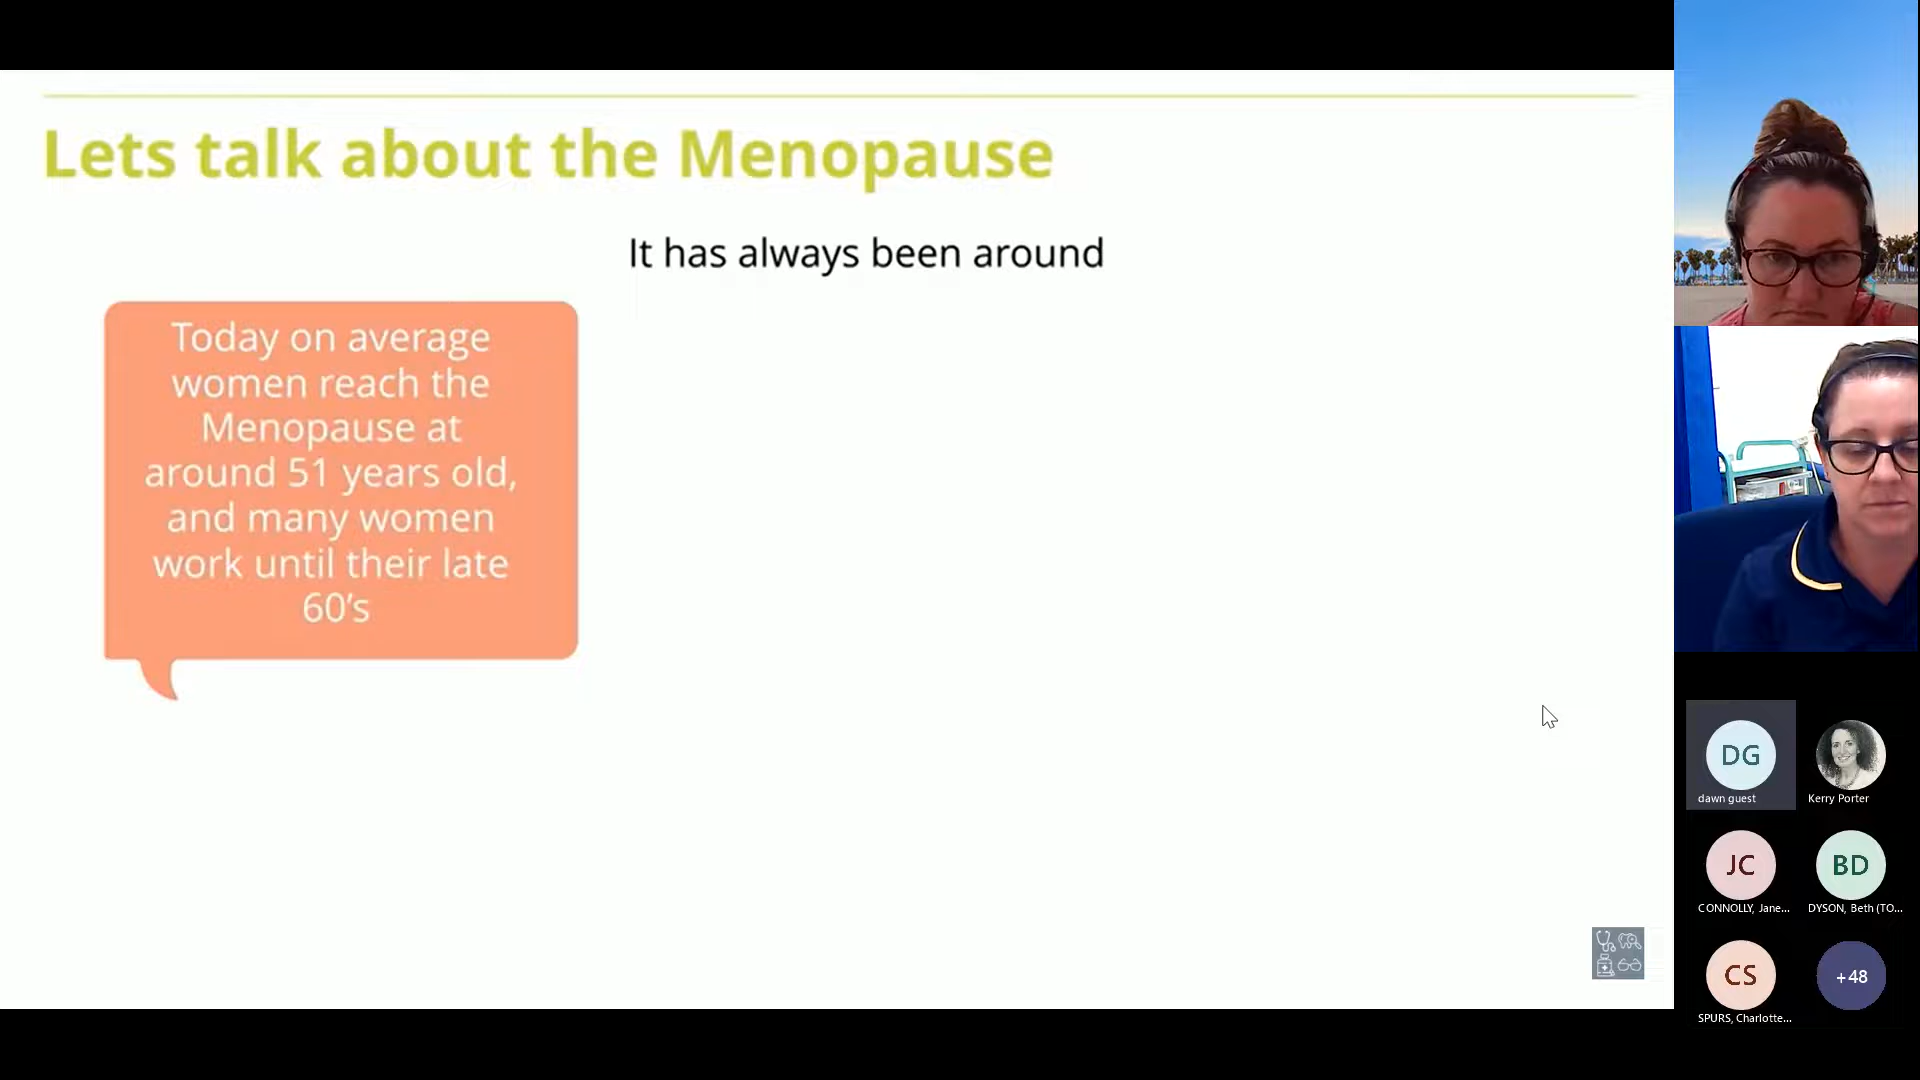 Lets talk about the Menopause
It has always been around
Today on average
women reach the
Menopause at
around 51 years old,
and many women
work until their late
60's
DG
dawn guest
Kerry Porter
JC
CONNOLLY, Jane...
BD
DYSON, Beth (TO...
CS
SPURS, Charlotte...
+48